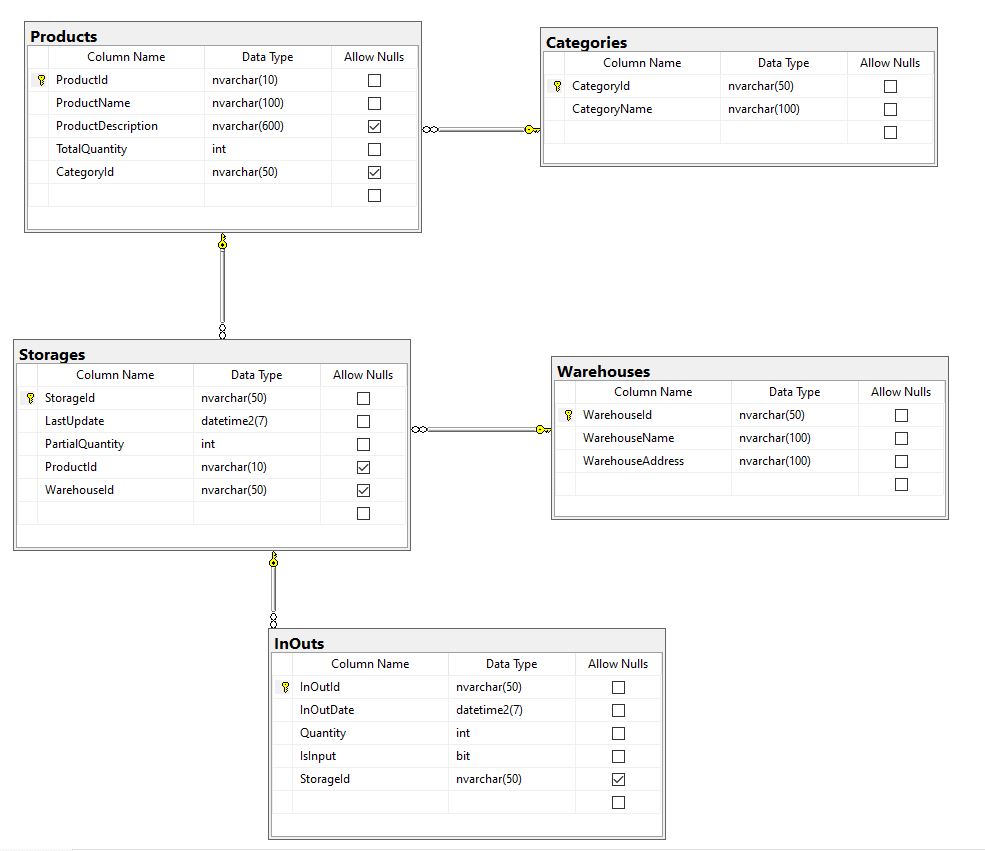 Products
Column Name Data Type Allow Nulls
ProductId nvarchar(10)
ProductName nvarchar(100)
ProductDescription nvarchar(600)
TotalQuantity int
CategoryId nvarchar(50)
Categories
Column Name Data Type Allow Nulls
CategoryId nvarchar(50)
CategoryName nvarchar(100)
Storages
Column Name Data Type Allow Nulls
StorageId nvarchar(50)
LastUpdate datetime2(7)
PartialQuantity int
ProductId nvarchar(10)
WarehouseId nvarchar(50)
Warehouses
Column Name Data Type Allow Nulls
WarehouseId nvarchar(50)
WarehouseName nvarchar(100)
WarehouseAddress nvarchar(100)
InOuts
Column Name Data Type Allow Nulls
InOutId nvarchar(50)
InOutDate datetime2(7)
Quantity int
IsInput bit
StorageId nvarchar(50)